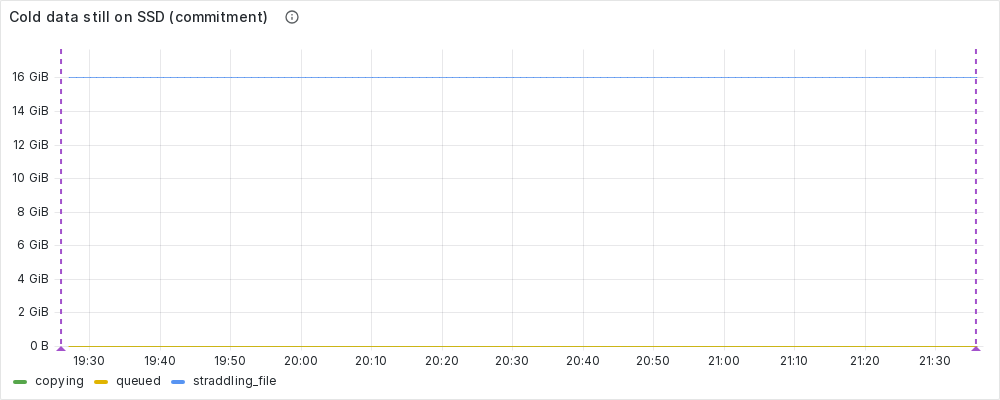 Cold data still on SSD (commitment)
16 GiB
14 GiB
12 GiB
10 GiB
8 GiB
6 GiB
4 GiB
2 GiB
0 B
19:30 19:40 19:50 20:00 20:10 20:20 20:30 20:40 20:50 21:00 21:10 21:20 21:30
copying queued straddling_file